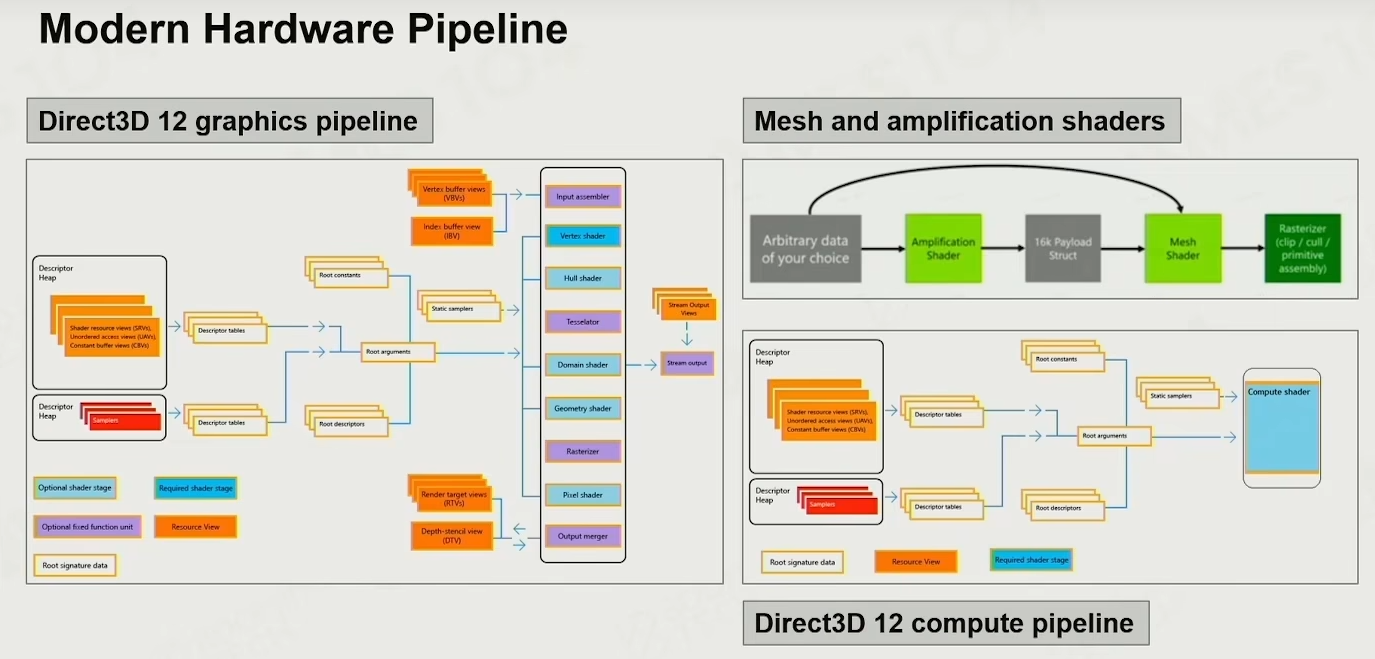 Modern Hardware Pipeline
Direct3D 12 graphics pipeline
Vertex buffer views
(VBVs)
Index buffer view
(IBV)
Input assembler
Vertex shader
Hull shader
Tesselator
Domain shader
Geometry shader
Rasterizer
Pixel shader
Output merger
Descriptor
Heap
Shader resource views (SRVs),
Unordered access views (UAVs),
Constant buffer views (CBVs)
Descriptor tables
Root constants
Static samplers
Root arguments
Stream Output
Views
Stream output
Descriptor
Heap
Samplers
Descriptor tables
Root descriptors
Render target views
(RTVs)
Depth-stencil view
(DTV)
Optional shader stage
Required shader stage
Optional fixed function unit
Resource View
Root signature data
Mesh and amplification shaders
Arbitrary data
of your choice
Amplification
Shader
16k Payload
Struct
Mesh
Shader
Rasterizer
(clip / cull /
primitive
assembly)
Descriptor
Heap
Shader resource views (SRVs),
Unordered access views (UAVs),
Constant buffer views (CBVs)
Descriptor tables
Root constants
Static samplers
Root arguments
Compute shader
Descriptor
Heap
Samplers
Descriptor tables
Root descriptors
Root signature data
Resource View
Required shader stage
Direct3D 12 compute pipeline